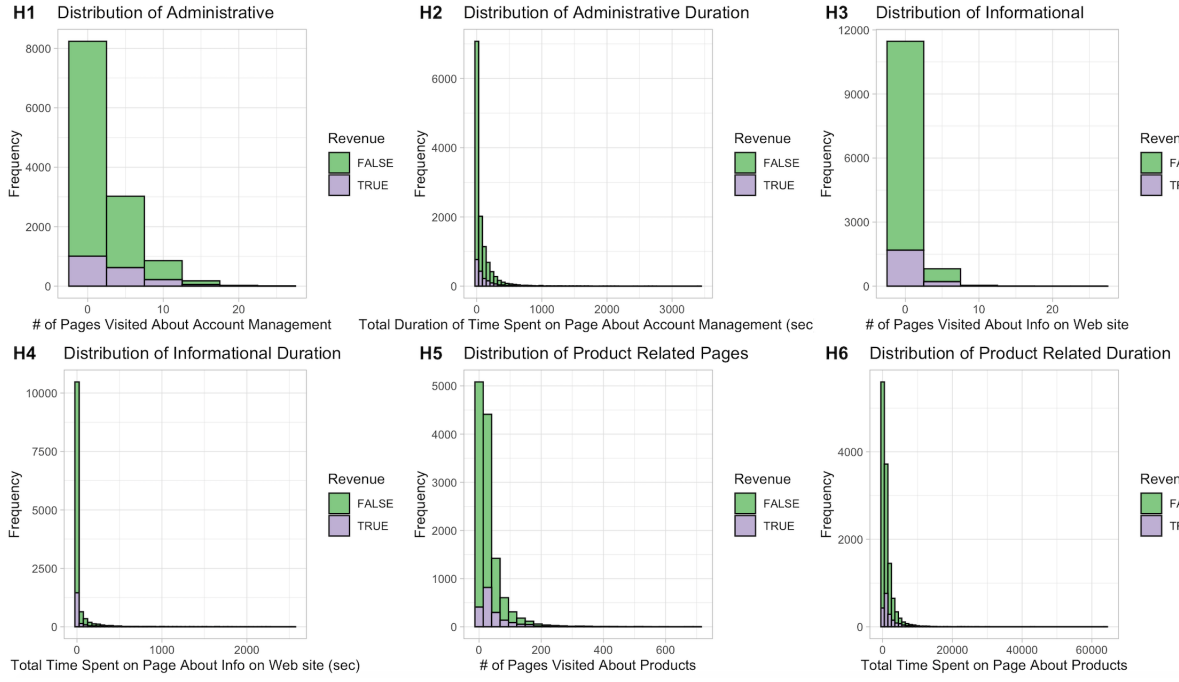 H1 Distribution of Administrative
Frequency
8000
6000
4000
2000
0
0 10 20
# of Pages Visited About Account Management
Revenue
FALSE
TRUE
H2 Distribution of Administrative Duration
Frequency
6000
4000
2000
0
0 1000 2000 3000
Total Duration of Time Spent on Page About Account Management (sec
Revenue
FALSE
TRUE
H3 Distribution of Informational
Frequency
12000
9000
6000
3000
0
0 10 20
# of Pages Visited About Info on Web site
Reven
FA
TR
H4 Distribution of Informational Duration
Frequency
10000
7500
5000
2500
0
0 1000 2000
Total Time Spent on Page About Info on Web site (sec)
Revenue
FALSE
TRUE
H5 Distribution of Product Related Pages
Frequency
5000
4000
3000
2000
1000
0
0 200 400 600
# of Pages Visited About Products
Revenue
FALSE
TRUE
H6 Distribution of Product Related Duration
Frequency
4000
2000
0
0 20000 40000 60000
Total Time Spent on Page About Products
Reven
FA
TR